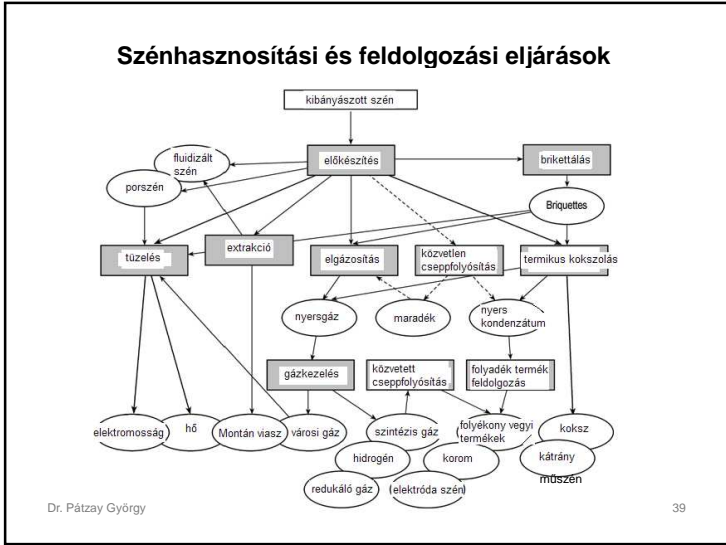 Szénhasznosítási és feldolgozási eljárások
kibányászott szén
fluidizált
szén
előkészítés
brikettálás
porszén
Briquettes
tüzelés
extrakció
elgázosítás
közvetlen
cseppfolyósítás
termikus kokszolás
nyersgáz
maradék
nyers
kondenzátum
gázkezelés
közvetett
cseppfolyósítás
folyadék termék
feldolgozás
elektromosság
hő
Montán viasz
városi gáz
szintézis gáz
folyékony vegyi
termékek
koksz
hidrogén
korom
kátrány
redukáló gáz
(elektróda szén)
műszén
Dr. Pátzay György
39